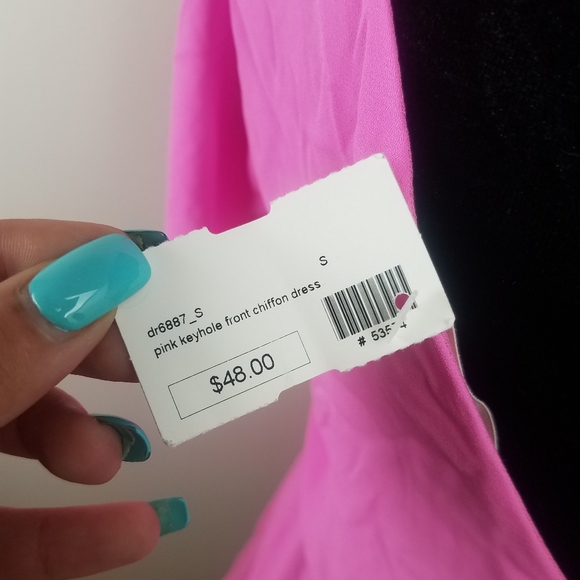 S
dr6887_S
pink keyhole front chiffon dress
$48.00